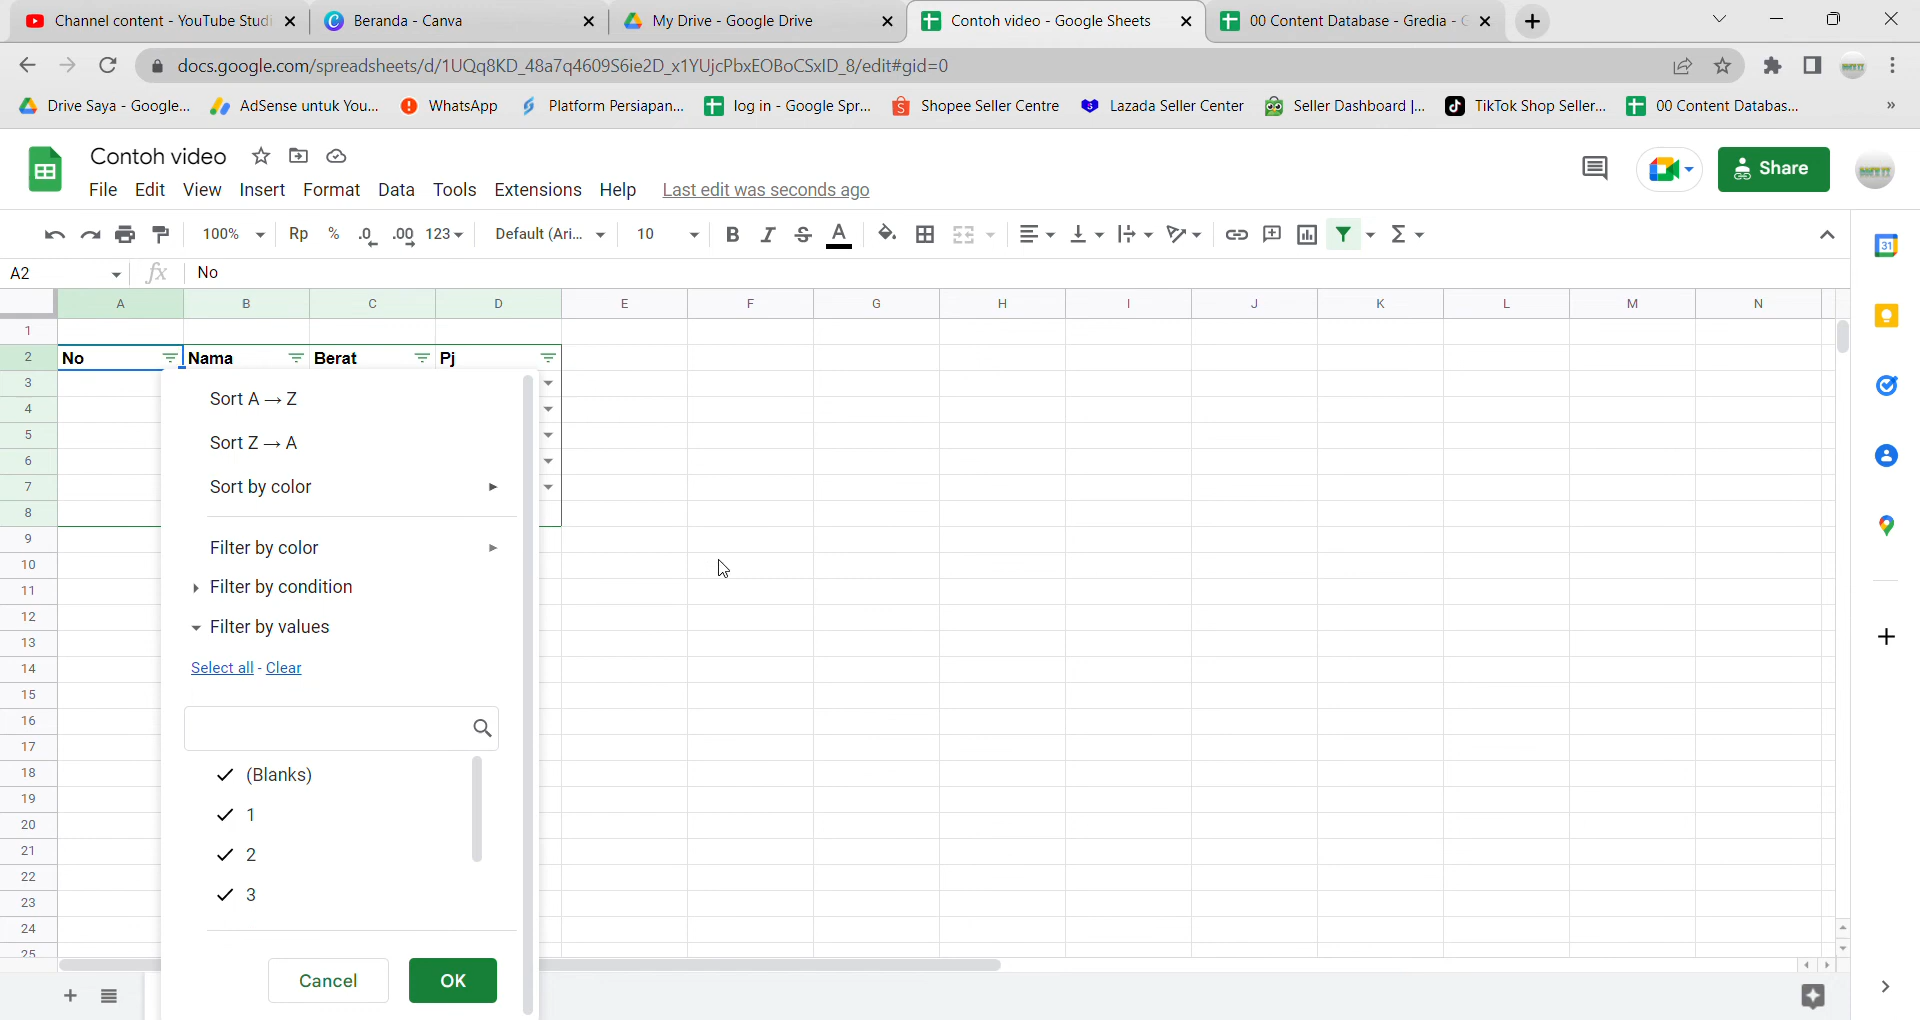 Channel content - YouTube Studi
Beranda - Canva
My Drive - Google Drive
Contoh video - Google Sheets
00 Content Database - Gredia -
docs.google.com/spreadsheets/d/1UQq8KD_48a7q4609S6ie2D_x1YUjcPbxEOBoCSxID_8/edit#gid=0
Drive Saya - Google...
AdSense untuk You...
WhatsApp
Platform Persiapan...
log in - Google Spr...
Shopee Seller Centre
Lazada Seller Center
Seller Dashboard |...
TikTok Shop Seller...
00 Content Databas...
»
Contoh video
File Edit View Insert Format Data Tools Extensions Help Last edit was seconds ago
Share
100% Rp % .0 .00 123 Default (Ari... 10 B I S A Σ
31
A2 fx No
A B C D E F G H I J K L M N
1
2 No Nama Berat Pj
3
4
5
6
7
8
9
10
11
12
13
14
15
16
17
18
19
20
21
22
23
24
25
Sort A → Z
Sort Z → A
Sort by color
Filter by color
Filter by condition
Filter by values
Select all - Clear
(Blanks)
1
2
3
Cancel OK